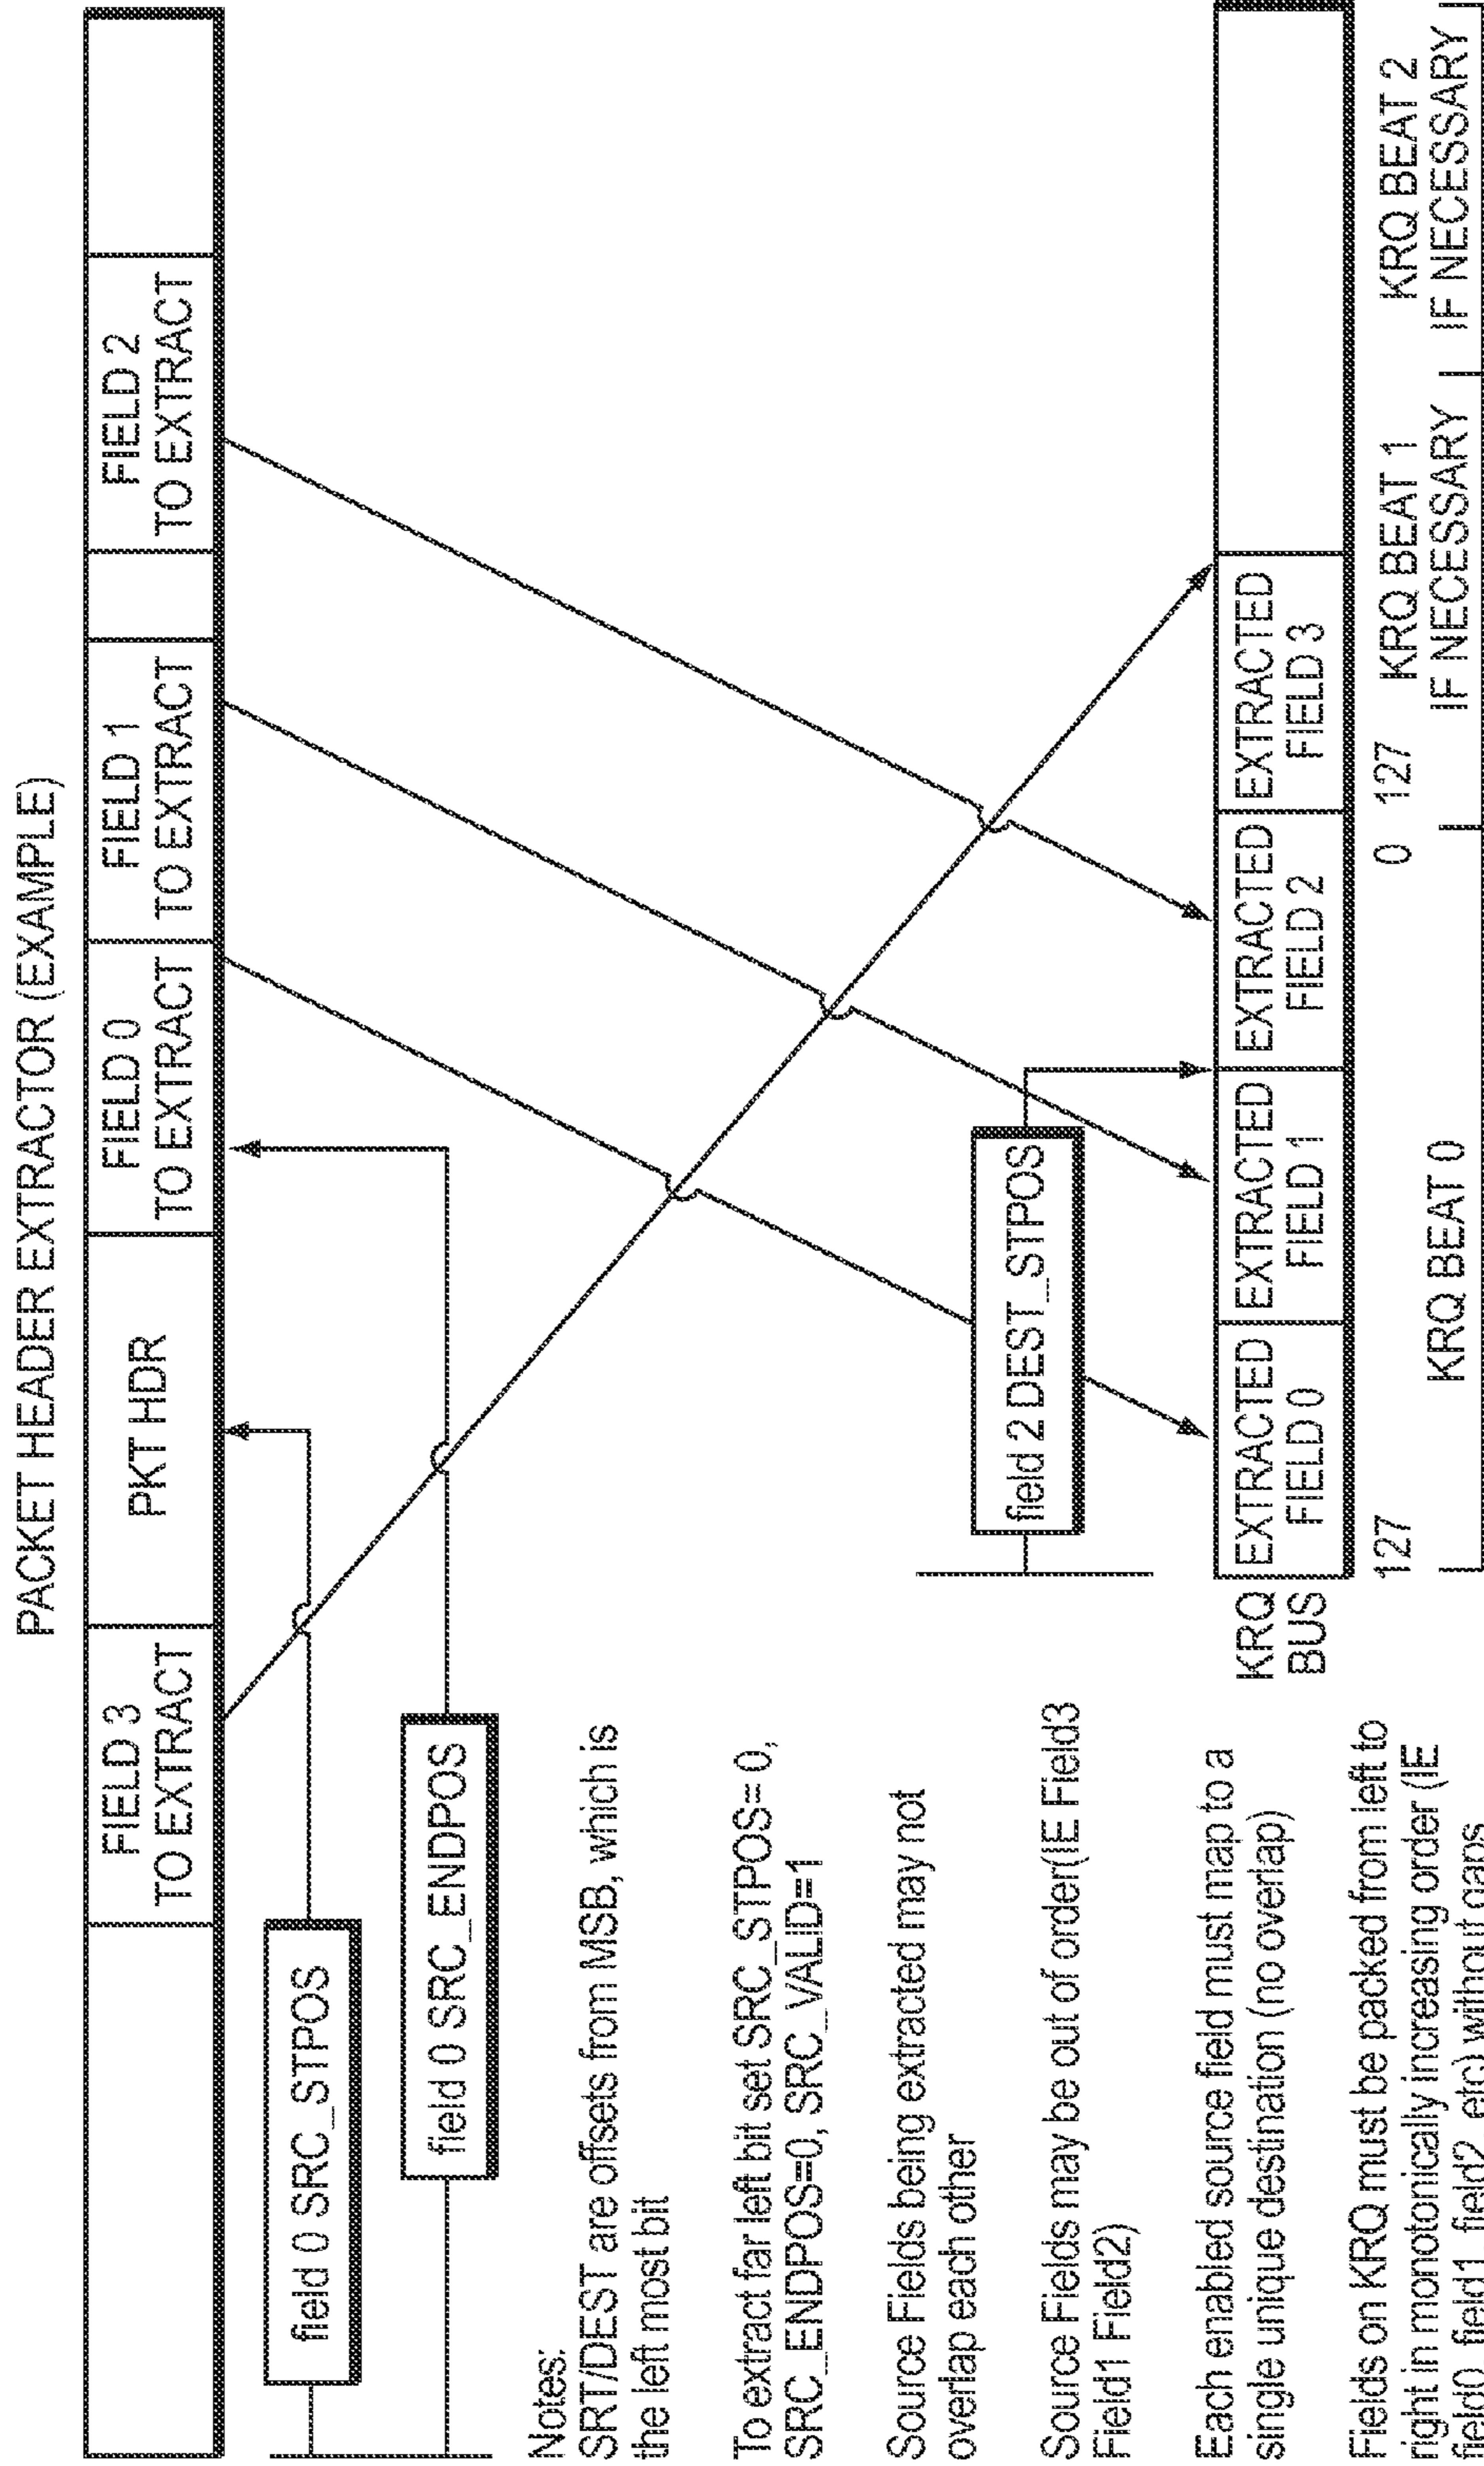 PACKET HEADER EXTRACTOR (EXAMPLE)
FIELD 3
TO EXTRACT
PKT HDR
FIELD 0
TO EXTRACT
FIELD 1
TO EXTRACT
FIELD 2
TO EXTRACT
field 0 SRC_STPOS
field 0 SRC_ENDPOS
Notes:
SRT/DEST are offsets from MSB, which is
the left most bit
To extract far left bit set SRC_STPOS= 0,
SRC_ENDPOS=0, SRC_VALID=1
Source Fields being extracted may not
overlap each other
Source Fields may be out of order(IE Field3
Field1 Field2)
Each enabled source field must map to a
single unique destination (no overlap)
Fields on KRQ must be packed from left to
right in monotonically increasing order (IE
field0, field1, field2, etc) without gaps
field 2 DEST_STPOS
KRQ
BUS
EXTRACTED
FIELD 0
EXTRACTED
FIELD 1
EXTRACTED
FIELD 2
EXTRACTED
FIELD 3
127
0
127
KRQ BEAT 0
KRQ BEAT 1
IF NECESSARY
KRQ BEAT 2
IF NECESSARY